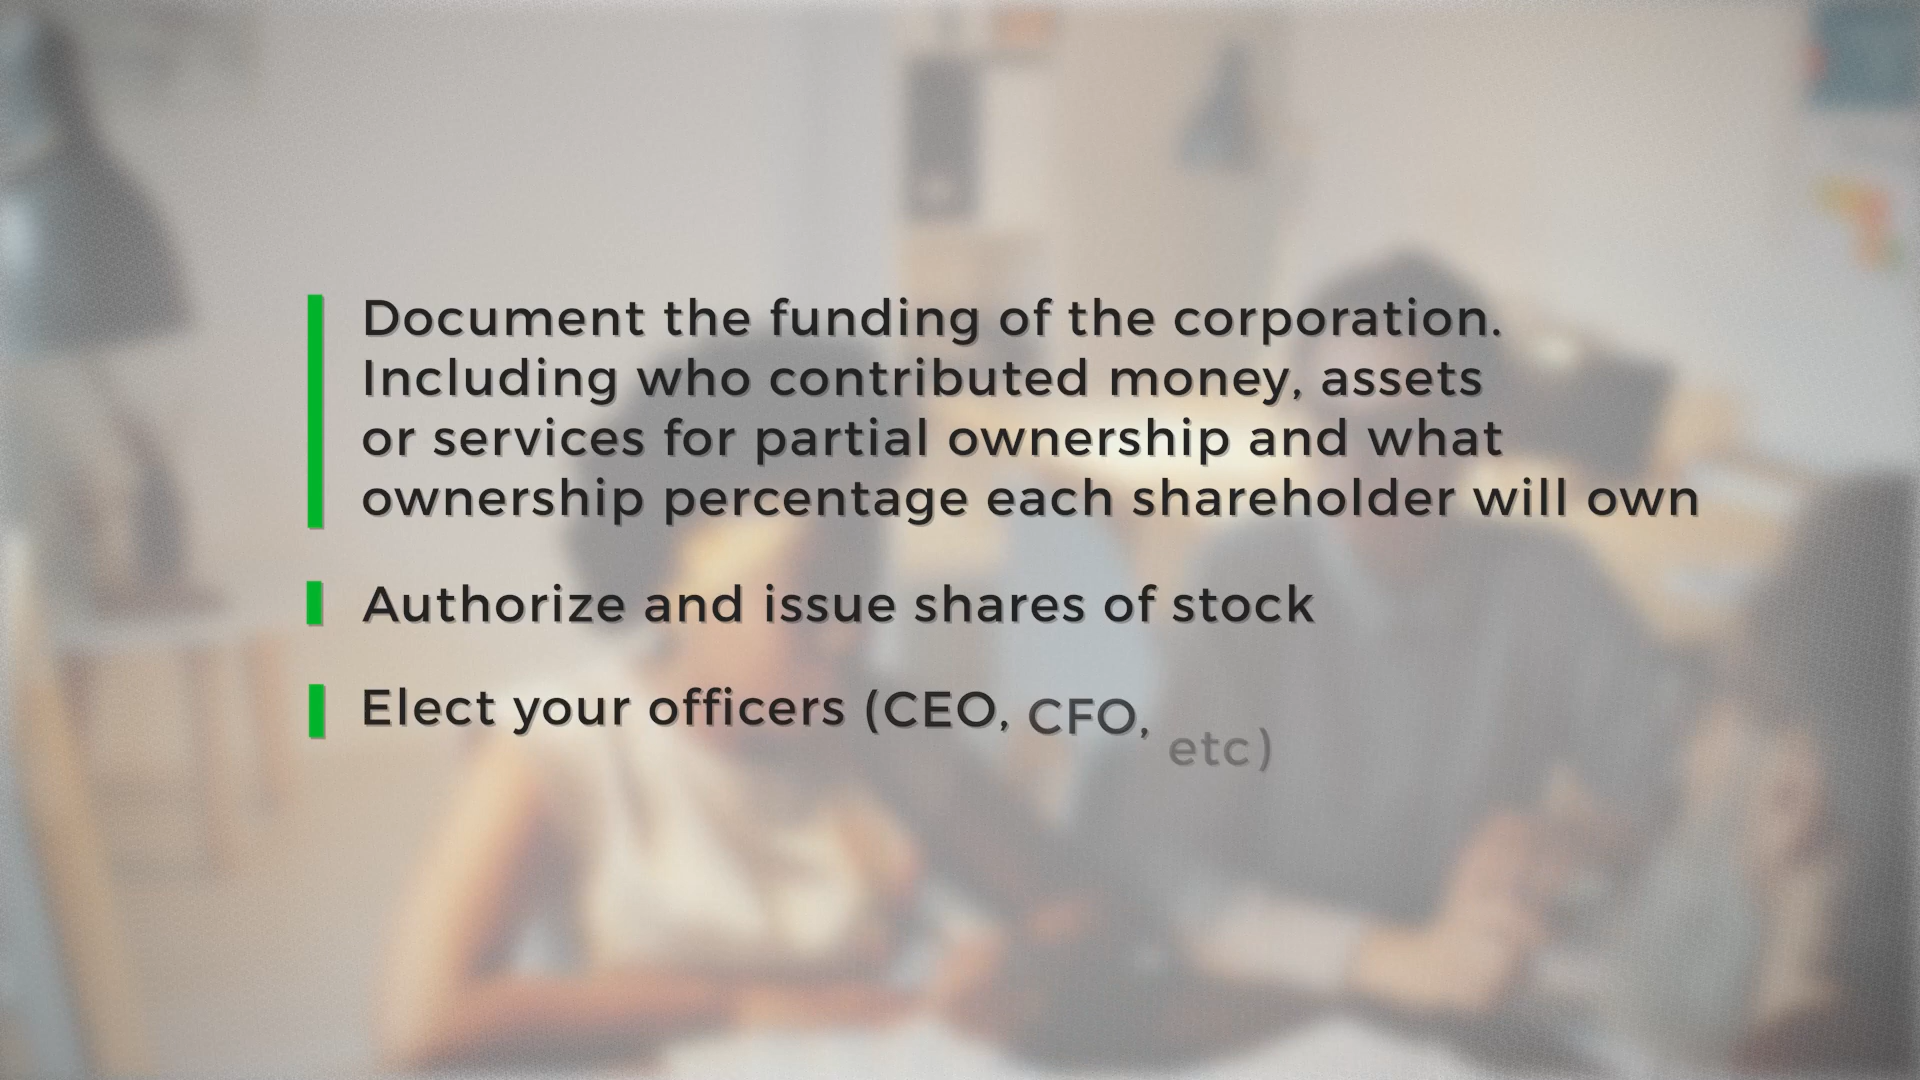 Document the funding of the corporation.
Including who contributed money, assets
or services for partial ownership and what
ownership percentage each shareholder will own
Authorize and issue shares of stock
Elect your officers (CEO, CFO, etc)